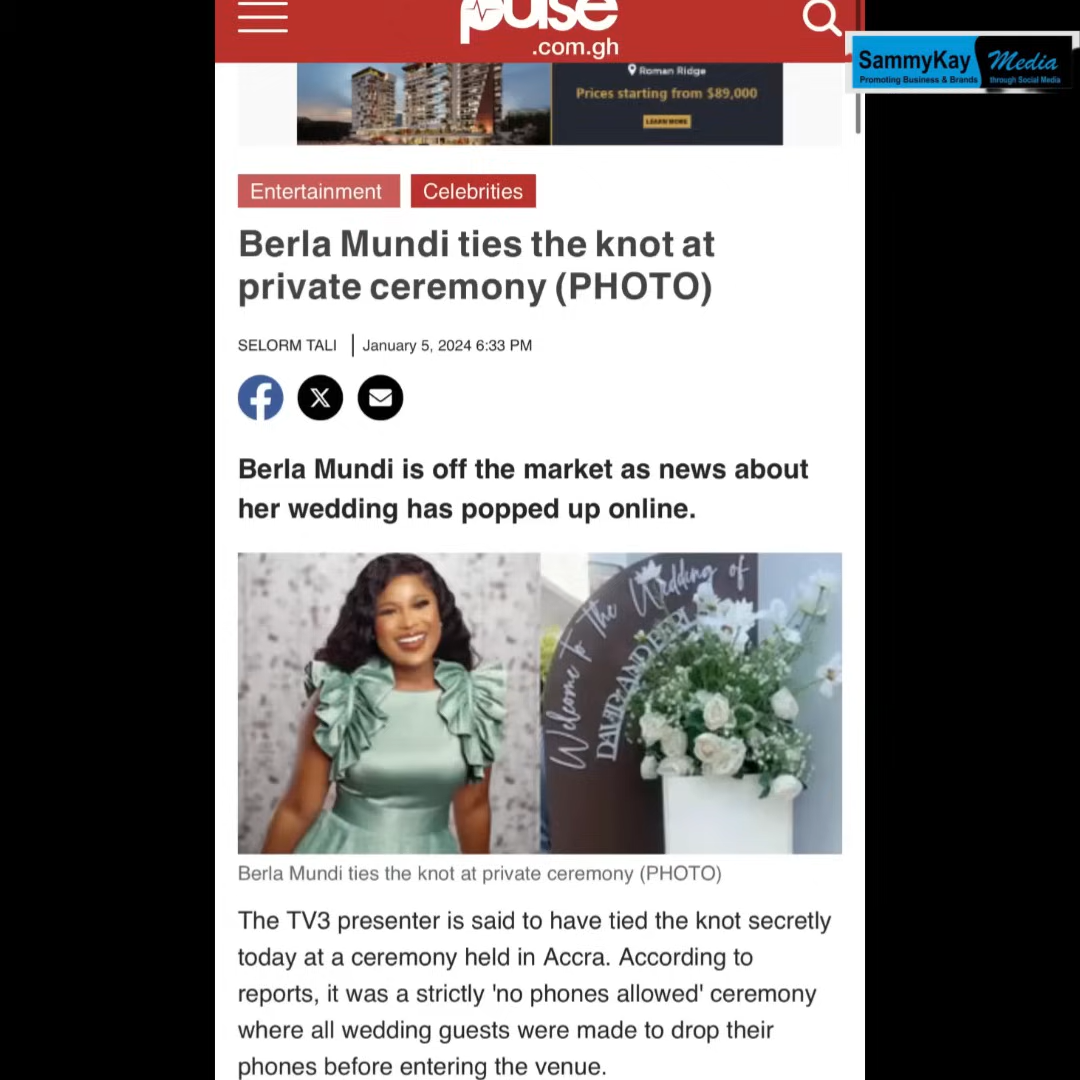 pulse
.com.gh
SammyKay Media
Promoting Business & Brands through Social Media
Roman Ridge
Prices starting from $89,000
LEARN MORE
Entertainment Celebrities
Berla Mundi ties the knot at
private ceremony (PHOTO)
SELORM TALI | January 5, 2024 6:33 PM
Berla Mundi is off the market as news about
her wedding has popped up online.
Welcome to the Wedding of
DAVID AND BERLA
Berla Mundi ties the knot at private ceremony (PHOTO)
The TV3 presenter is said to have tied the knot secretly
today at a ceremony held in Accra. According to
reports, it was a strictly 'no phones allowed' ceremony
where all wedding guests were made to drop their
phones before entering the venue.